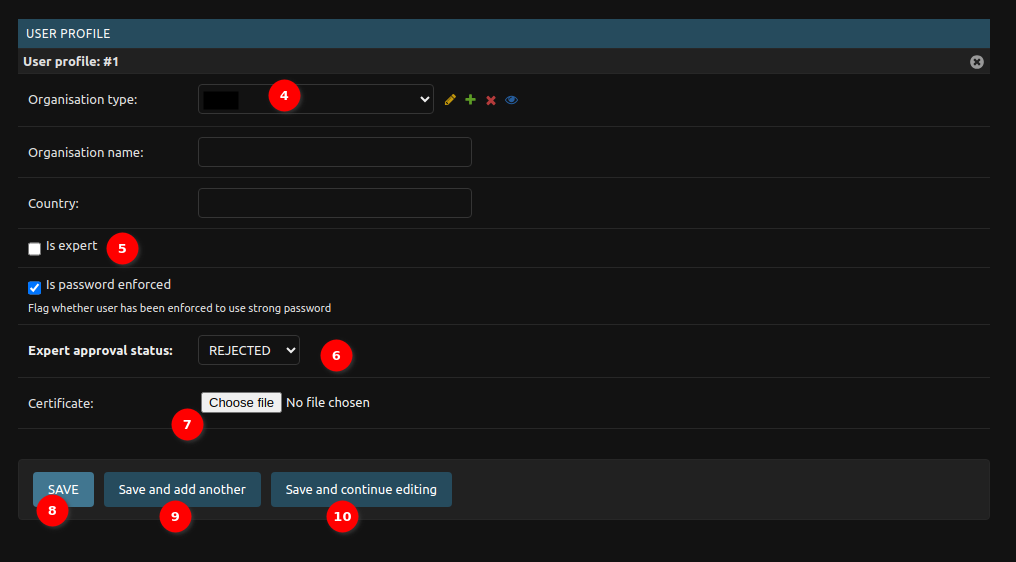 USER PROFILE
User profile: #1
Organisation type:
4
Organisation name:
Country:
Is expert
5
Is password enforced
Flag whether user has been enforced to use strong password
Expert approval status:
REJECTED
6
Certificate:
Choose file No file chosen
7
SAVE
Save and add another
Save and continue editing
8
9
10